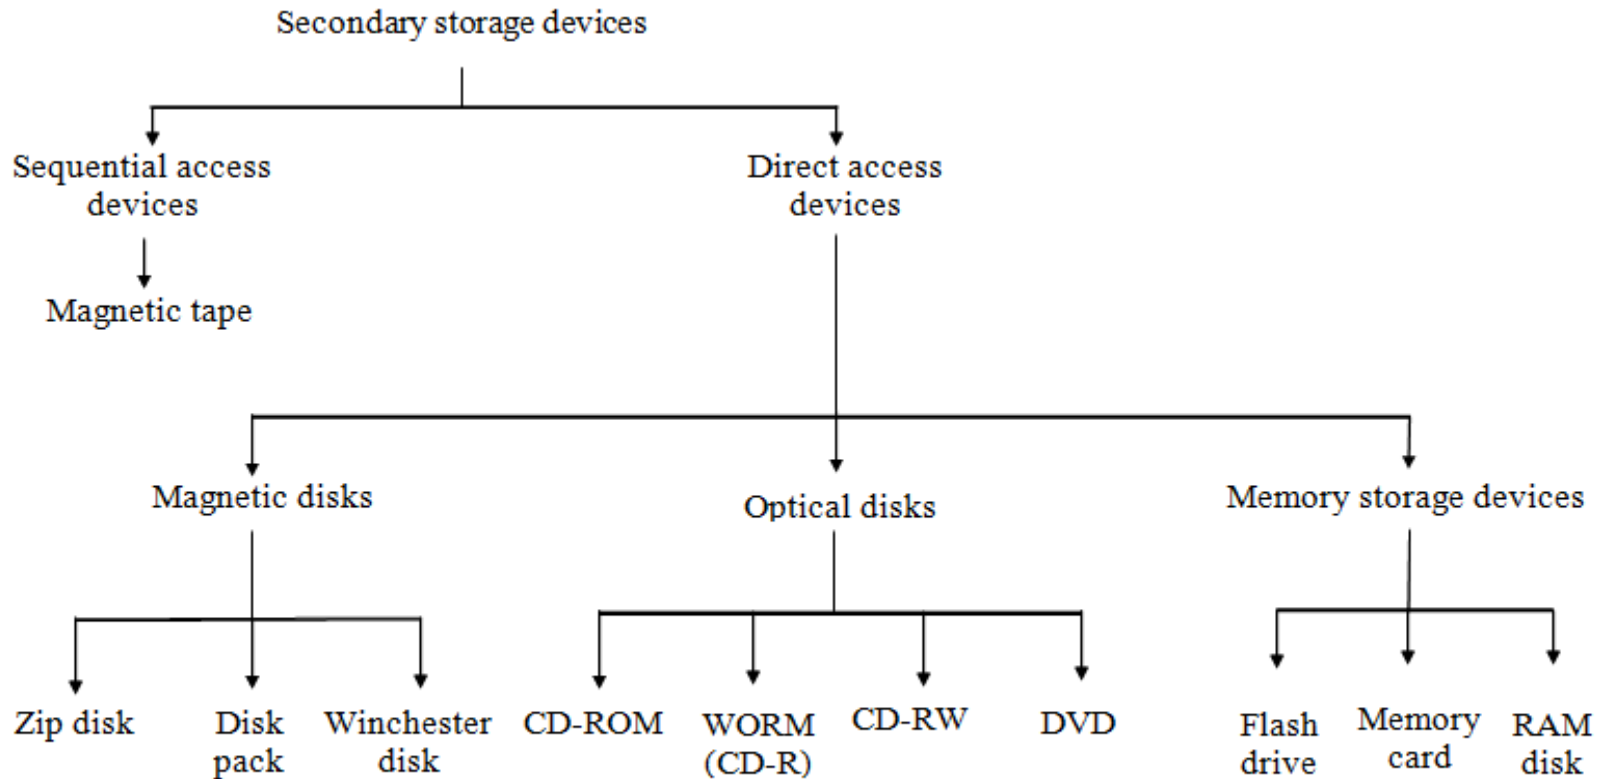 Secondary storage devices
Sequential access
devices
Direct access
devices
Magnetic tape
Magnetic disks
Optical disks
Memory storage devices
Zip disk
Disk
pack
Winchester
disk
CD-ROM
WORM
(CD-R)
CD-RW
DVD
Flash
drive
Memory
card
RAM
disk